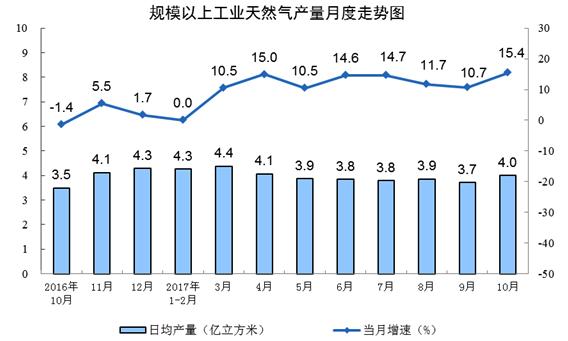 规模以上工业天然气产量月度走势图
10 30
9 20
8 10
7 0
6 -10
5 -20
4 -30
3 -40
2 -50
1
0
-1.4 5.5 1.7 0.0 10.5 15.0 10.5 14.6 14.7 11.7 10.7 15.4
3.5 4.1 4.3 4.3 4.4 4.1 3.9 3.8 3.8 3.9 3.7 4.0
2016年 11月 12月 2017年 3月 4月 5月 6月 7月 8月 9月 10月
10月 1-2月
日均产量（亿立方米） 当月增速（%）